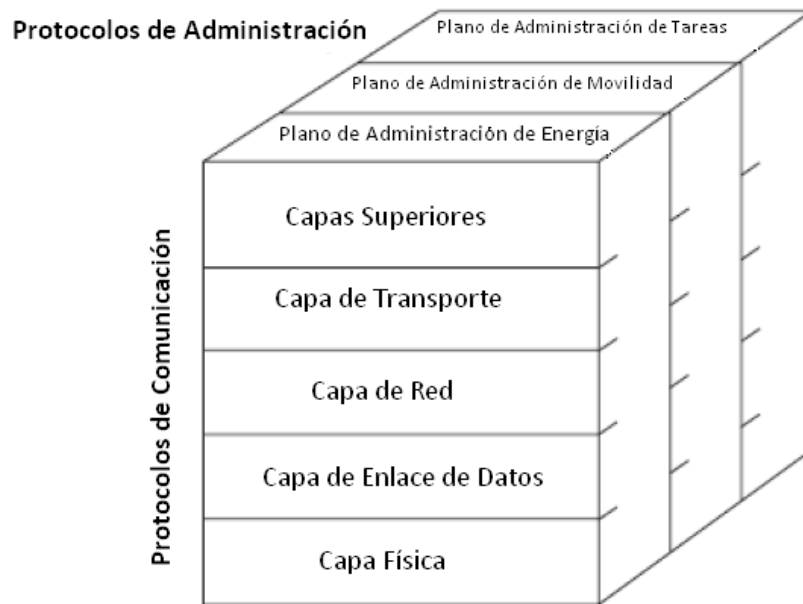 Protocolos de Administración
Plano de Administración de Tareas
Plano de Administración de Movilidad
Plano de Administración de Energía
Protocolos de Comunicación
Capas Superiores
Capa de Transporte
Capa de Red
Capa de Enlace de Datos
Capa Física